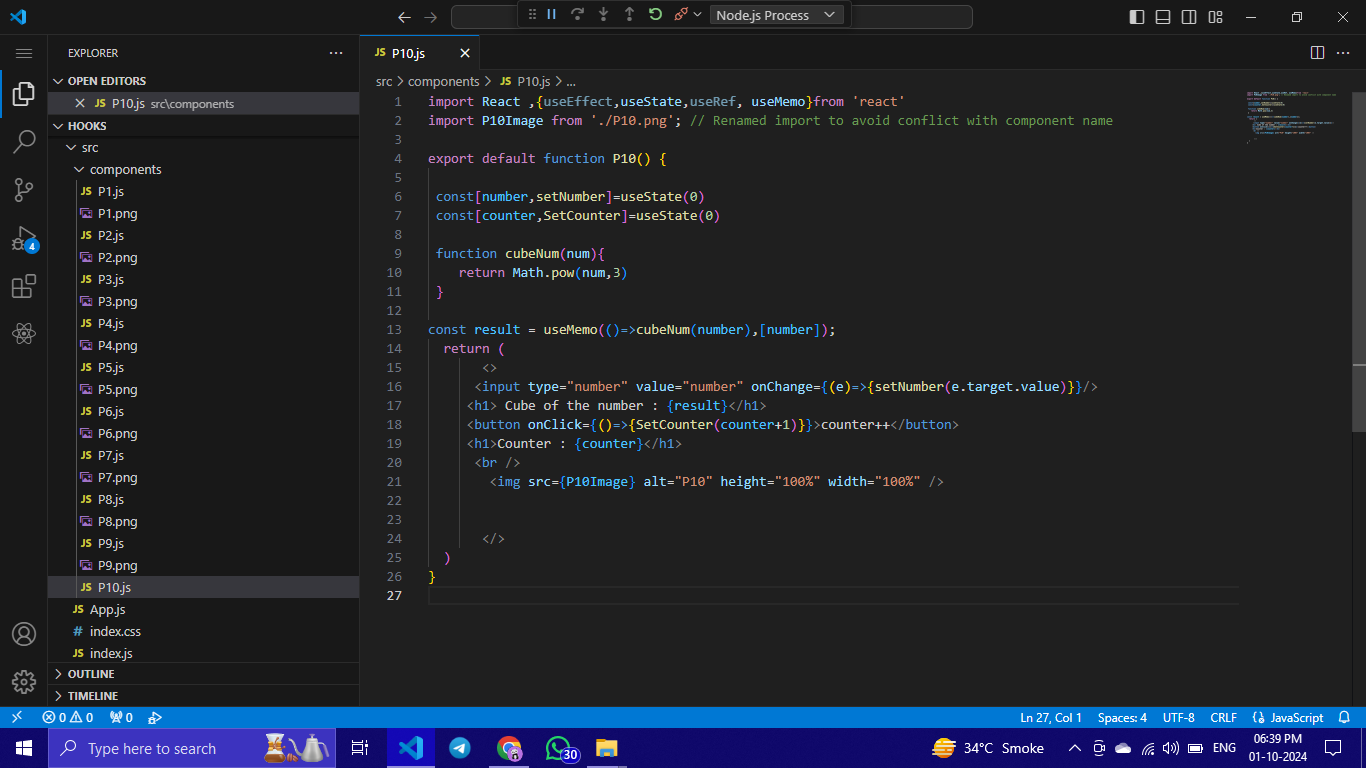 Node.js Process
EXPLORER
OPEN EDITORS
JS P10.js src\components
HOOKS
src
components
JS P1.js
P1.png
JS P2.js
P2.png
JS P3.js
P3.png
JS P4.js
P4.png
JS P5.js
P5.png
JS P6.js
P6.png
JS P7.js
P7.png
JS P8.js
P8.png
JS P9.js
P9.png
JS P10.js
JS App.js
# index.css
JS index.js
OUTLINE
TIMELINE
4
JS P10.js
src > components > JS P10.js > ...
1 import React ,{useEffect,useState,useRef, useMemo}from 'react'
2 import P10Image from './P10.png'; // Renamed import to avoid conflict with component name
3
4 export default function P10() {
5
6 const[number,setNumber]=useState(0)
7 const[counter,SetCounter]=useState(0)
8
9 function cubeNum(num){
10 return Math.pow(num,3)
11 }
12
13 const result = useMemo(()=>cubeNum(number),[number]);
14 return (
15 <>
16 <input type="number" value="number" onChange={(e)=>{setNumber(e.target.value)}}/>
17 <h1> Cube of the number : {result}</h1>
18 <button onClick={()=>{SetCounter(counter+1)}}>counter++</button>
19 <h1>Counter : {counter}</h1>
20 <br />
21 <img src={P10Image} alt="P10" height="100%" width="100%" />
22
23
24 </>
25 )
26 }
27
0 0 0 Ln 27, Col 1 Spaces: 4 UTF-8 CRLF {} JavaScript
Type here to search 30 34°C Smoke ENG 06:39 PM
01-10-2024